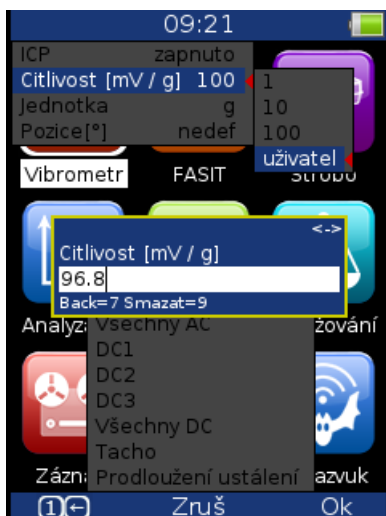 09:21
ICP zapnuto
Citlivost [mV / g] 100
Jednotka g
Pozice[°] nedef
1
10
100
uživatel
Vibrometr
FASIT
Strobo
<->
Citlivost [mV / g]
96.8
Back=7 Smazat=9
Analyz
Všechny AC
žování
DC1
DC2
DC3
Všechny DC
Tacho
Prodloužení ustálení
Zázn
azvuk
1
Zruš
Ok